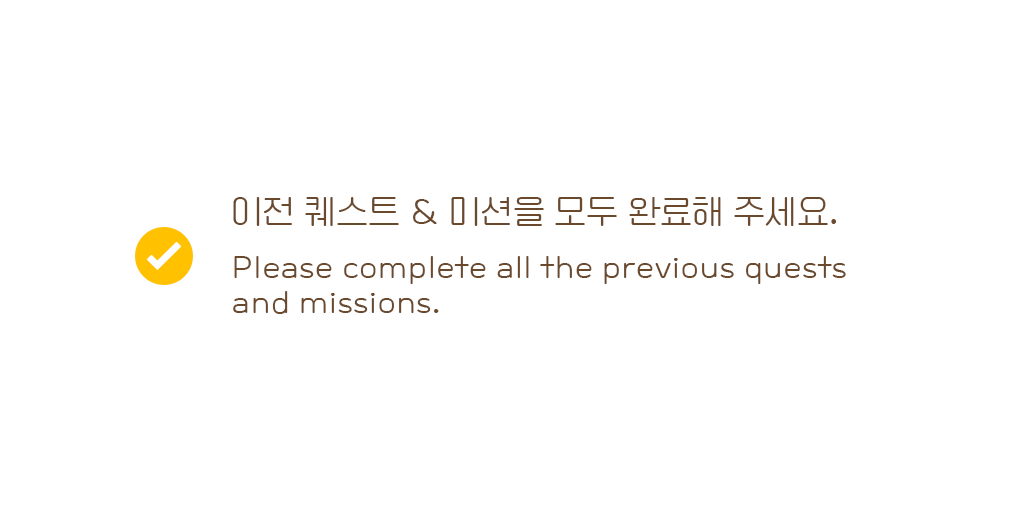 이전 퀘스트 & 미션을 모두 완료해 주세요.
Please complete all the previous quests
and missions.